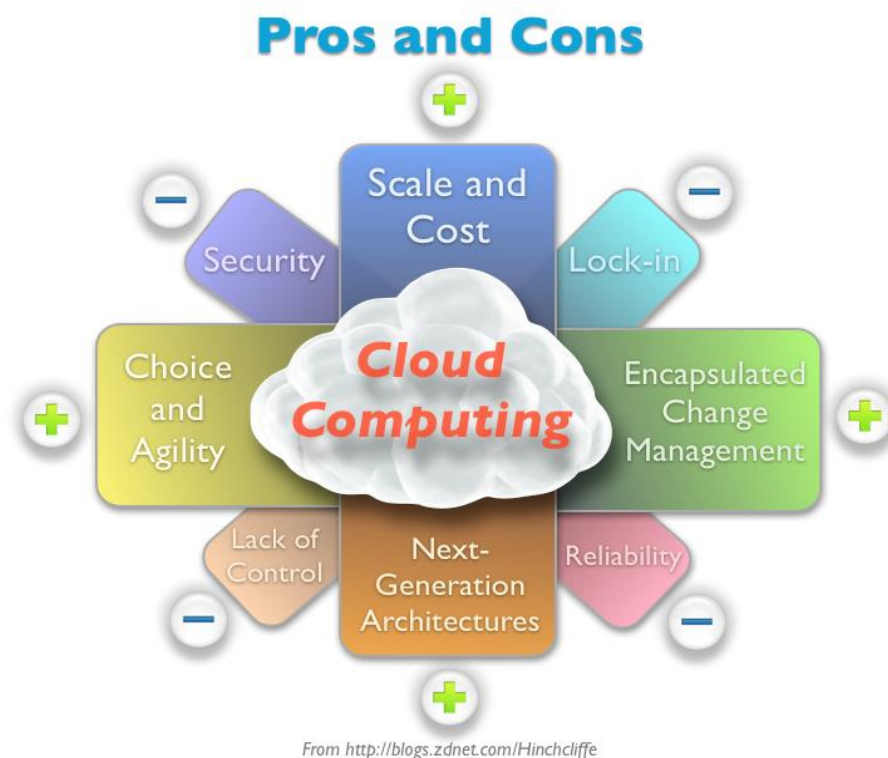 Pros and Cons
Scale and
Cost
Security
Lock-in
Choice
and
Agility
Cloud
Computing
Encapsulated
Change
Management
Lack of
Control
Next-
Generation
Architectures
Reliability
From http://blogs.zdnet.com/Hinchcliffe